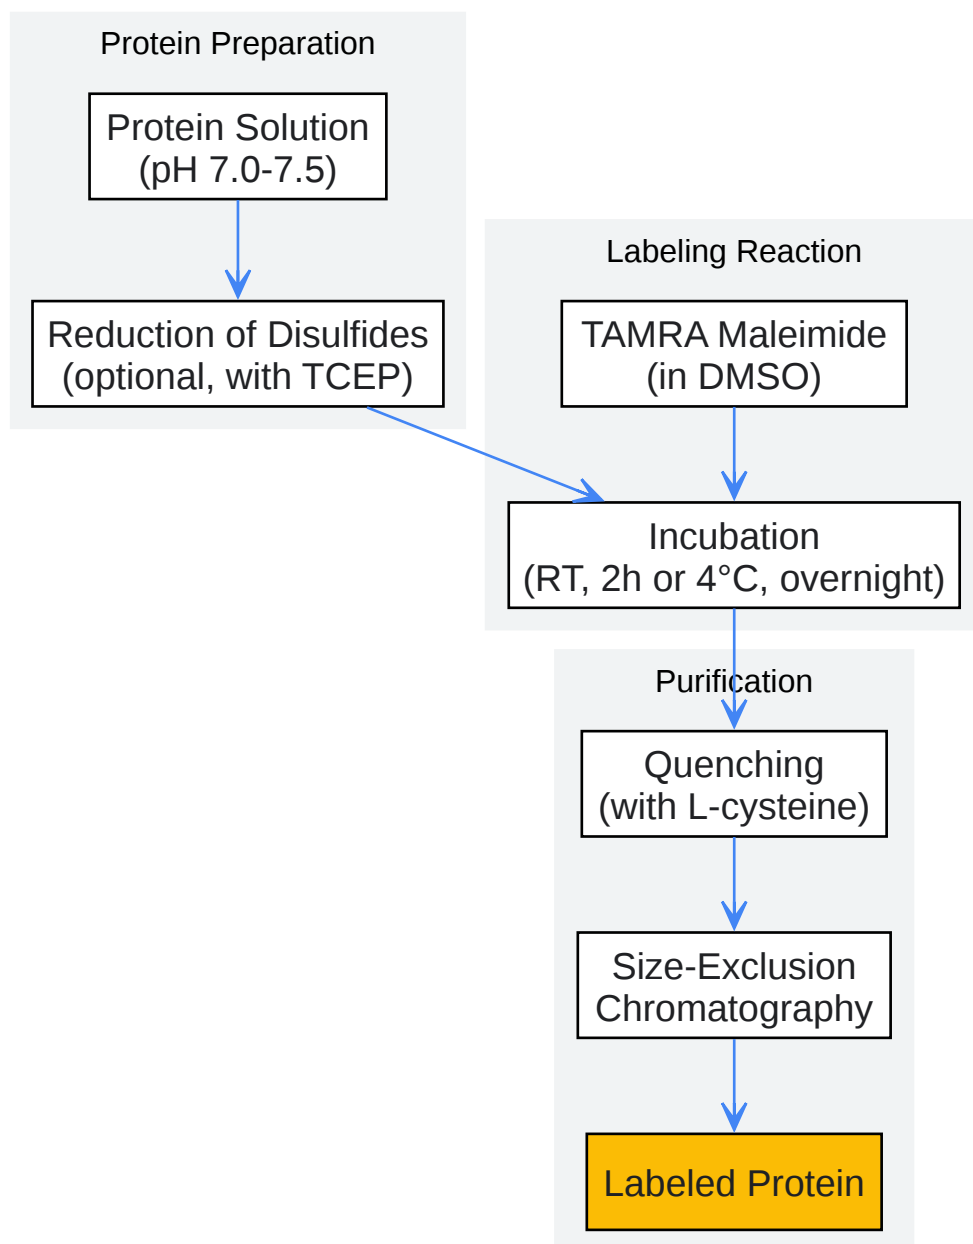 Protein Preparation
Protein Solution
(pH 7.0-7.5)
Reduction of Disulfides
(optional, with TCEP)
Labeling Reaction
TAMRA Maleimide
(in DMSO)
Incubation
(RT, 2h or 4°C, overnight)
Purification
Quenching
(with L-cysteine)
Size-Exclusion
Chromatography
Labeled Protein